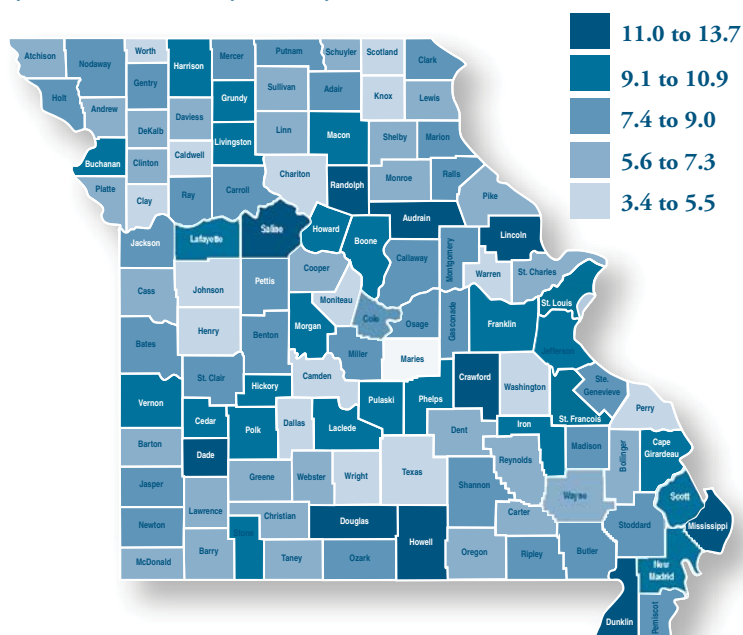 11.0 to 13.7
9.1 to 10.9
7.4 to 9.0
5.6 to 7.3
3.4 to 5.5
Atchison
Nodaway
Worth
Harrison
Mercer
Putnam
Schuyler
Scotland
Clark
Holt
Andrew
Gentry
Daviess
Grundy
Sullivan
Adair
Knox
Lewis
DeKalb
Livingston
Linn
Macon
Shelby
Marion
Buchanan
Clinton
Caldwell
Chariton
Randolph
Monroe
Ralls
Platte
Clay
Ray
Carroll
Pike
Jackson
Lafayette
Saline
Howard
Boone
Audrain
Callaway
Montgomery
Lincoln
Warren
St. Charles
Cass
Johnson
Pettis
Cooper
Moniteau
Cole
Osage
Gasconade
Franklin
St. Louis
Jefferson
Bates
Henry
Benton
Morgan
Miller
Maries
St. Clair
Hickory
Camden
Crawford
Washington
Ste.
Genevieve
Perry
Vernon
Cedar
Polk
Dallas
Laclede
Pulaski
Phelps
Dent
Iron
St. Francois
Madison
Bollinger
Cape
Girardeau
Barton
Dade
Greene
Webster
Wright
Texas
Reynolds
Shannon
Wayne
Scott
Jasper
Lawrence
Christian
Douglas
Howell
Carter
Stoddard
Mississippi
Newton
Stone
McDonald
Barry
Taney
Ozark
Oregon
Ripley
Butler
New
Madrid
Dunklin
Pemiscot